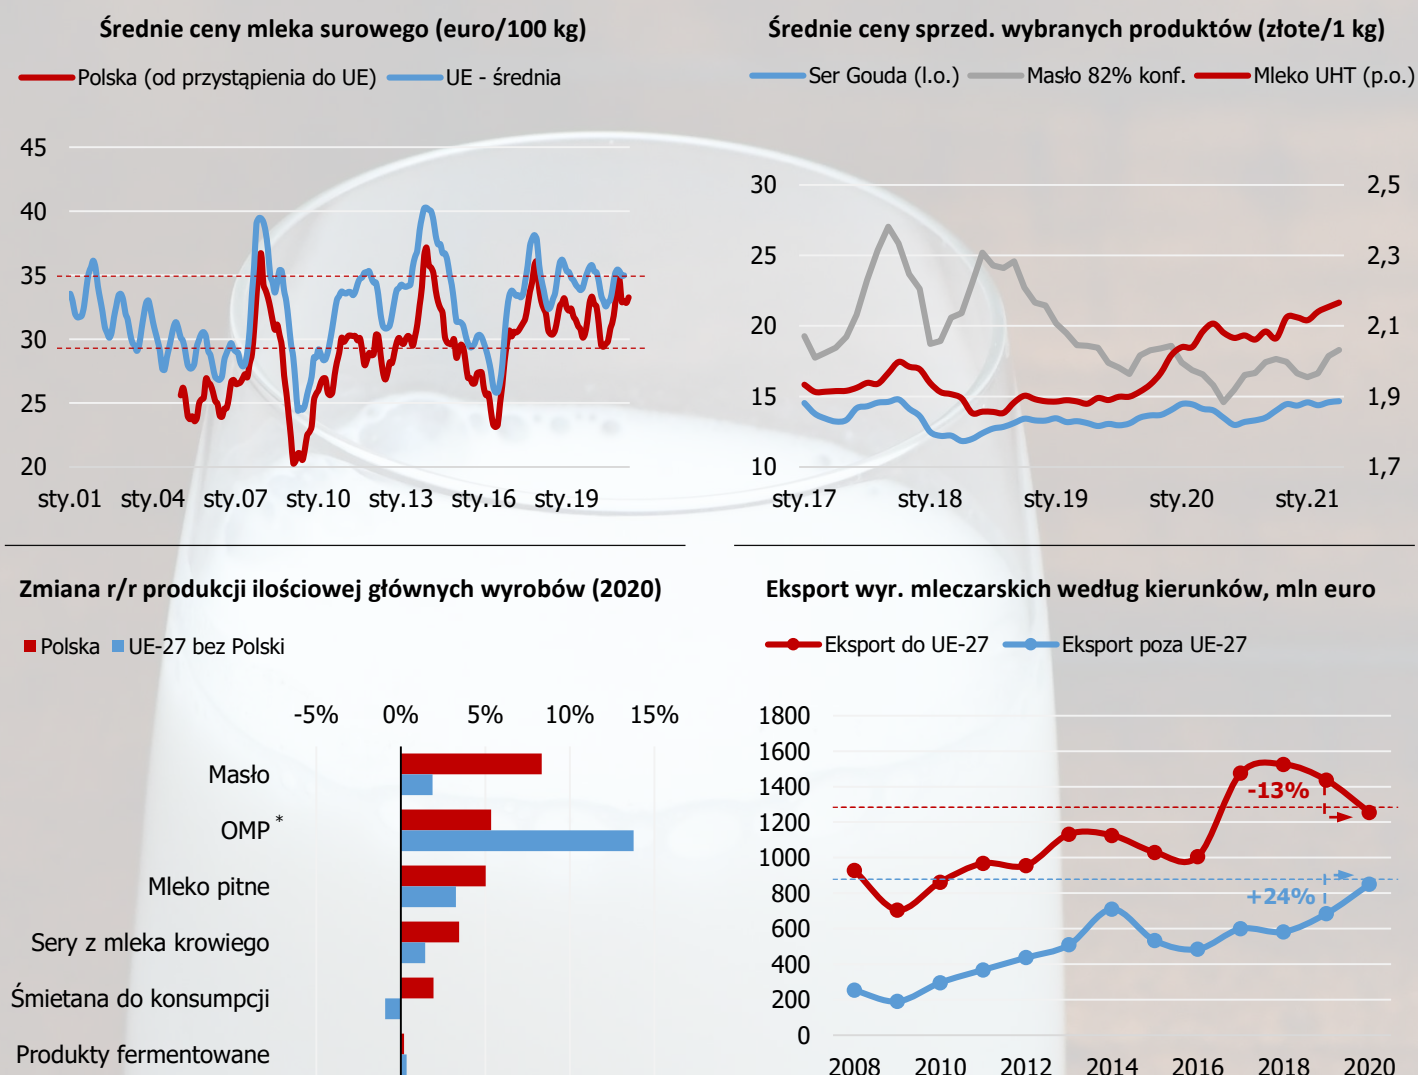 Średnie ceny mleka surowego (euro/100 kg)
Polska (od przystąpienia do UE) UE - średnia
45
40
35
30
25
20
sty.01 sty.04 sty.07 sty.10 sty.13 sty.16 sty.19
Średnie ceny sprzed. wybranych produktów (złote/1 kg)
Ser Gouda (l.o.) Masło 82% konf. Mleko UHT (p.o.)
30 2,5
25 2,3
20 2,1
15 1,9
10 1,7
sty.17 sty.18 sty.19 sty.20 sty.21
Zmiana r/r produkcji ilościowej głównych wyrobów (2020)
Polska UE-27 bez Polski
-5% 0% 5% 10% 15%
Masło
OMP *
Mleko pitne
Sery z mleka krowiego
Śmietana do konsumpcji
Produkty fermentowane
Eksport wyr. mleczarskich według kierunków, mln euro
Eksport do UE-27 Eksport poza UE-27
1800
1600
1400
1200
1000
800
600
400
200
0
-13%
+24%
2008 2010 2012 2014 2016 2018 2020